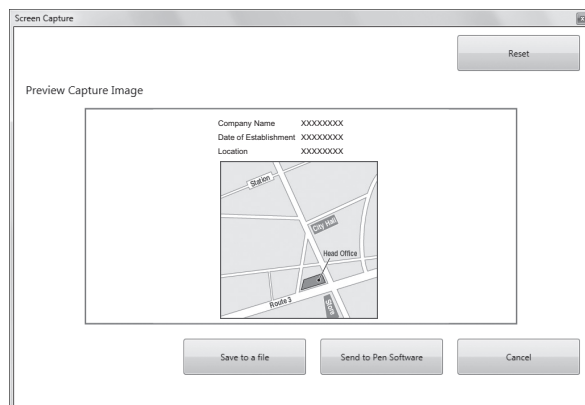 Screen Capture
Reset
Preview Capture Image
Company Name XXXXXXXX
Date of Establishment XXXXXXXX
Location XXXXXXXX
Station
City Hall
Head Office
Route 3
Store
Save to a file
Send to Pen Software
Cancel